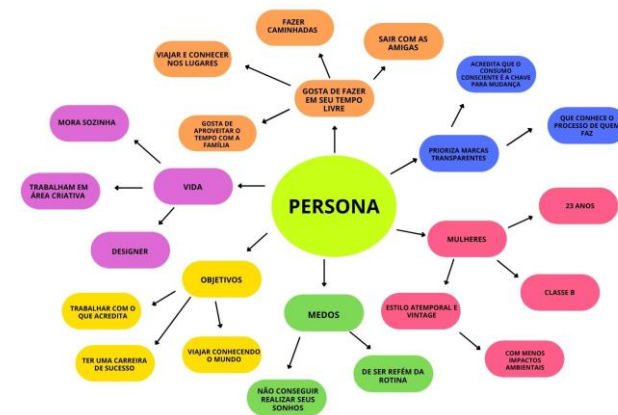 FAZER
CAMINHADAS
SAIR COM AS
AMIGAS
VIAJAR E CONHECER
NOS LUGARES
GOSTA DE FAZER
EM SEU TEMPO
LIVRE
GOSTA DE
APROVEITAR O
TEMPO COM A
FAMÍLIA
ACREDITA QUE O
CONSUMO
CONSCIENTE É A CHAVE
PARA MUDANÇA
QUE CONHECE O
PROCESSO DE QUEM
FAZ
PRIORIZA MARCAS
TRANSPARENTES
MORA SOZINHA
VIDA
TRABALHAM EM
ÁREA CRIATIVA
DESIGNER
PERSONA
MULHERES
23 ANOS
CLASSE B
ESTILO ATEMPORAL E
VINTAGE
COM MENOS
IMPACTOS
AMBIENTAIS
OBJETIVOS
TRABALHAR COM O
QUE ACREDITA
TER UMA CARREIRA
DE SUCESSO
VIAJAR CONHECENDO
O MUNDO
MEDOS
DE SER REFÉM DA
ROTINA
NÃO CONSEGUIR
REALIZAR SEUS
SONHOS